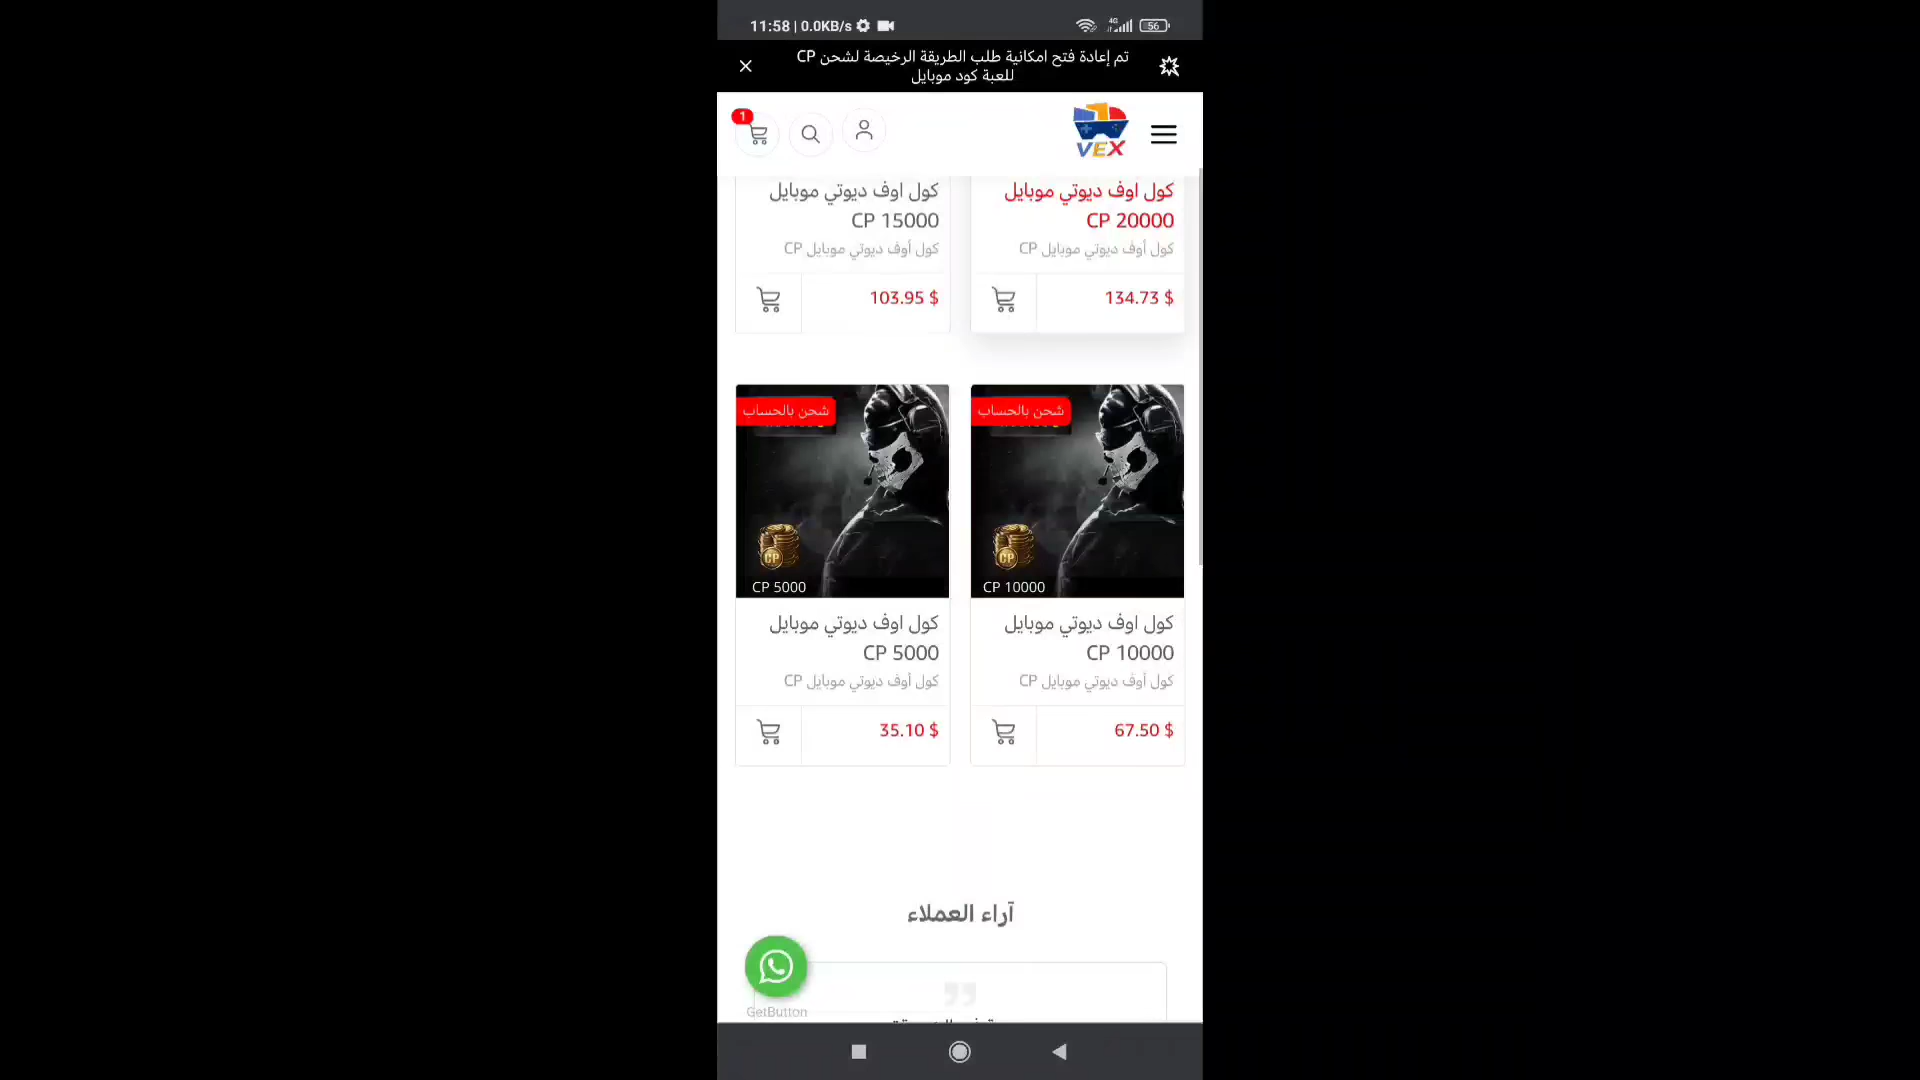 11:58 | 0.0KB/s
4G
56
تم إعادة فتح امكانية طلب الطريقة الرخيصة لشحن CP
للعبة كود موبايل
1
VEX
كول اوف ديوتي موبايل
CP 20000
كول أوف ديوتي موبايل CP
134.73 $
كول اوف ديوتي موبايل
CP 15000
كول أوف ديوتي موبايل CP
103.95 $
شحن بالحساب
CP
CP 10000
كول اوف ديوتي موبايل
CP 10000
كول أوف ديوتي موبايل CP
67.50 $
شحن بالحساب
CP
CP 5000
كول اوف ديوتي موبايل
CP 5000
كول أوف ديوتي موبايل CP
35.10 $
آراء العملاء
GetButton